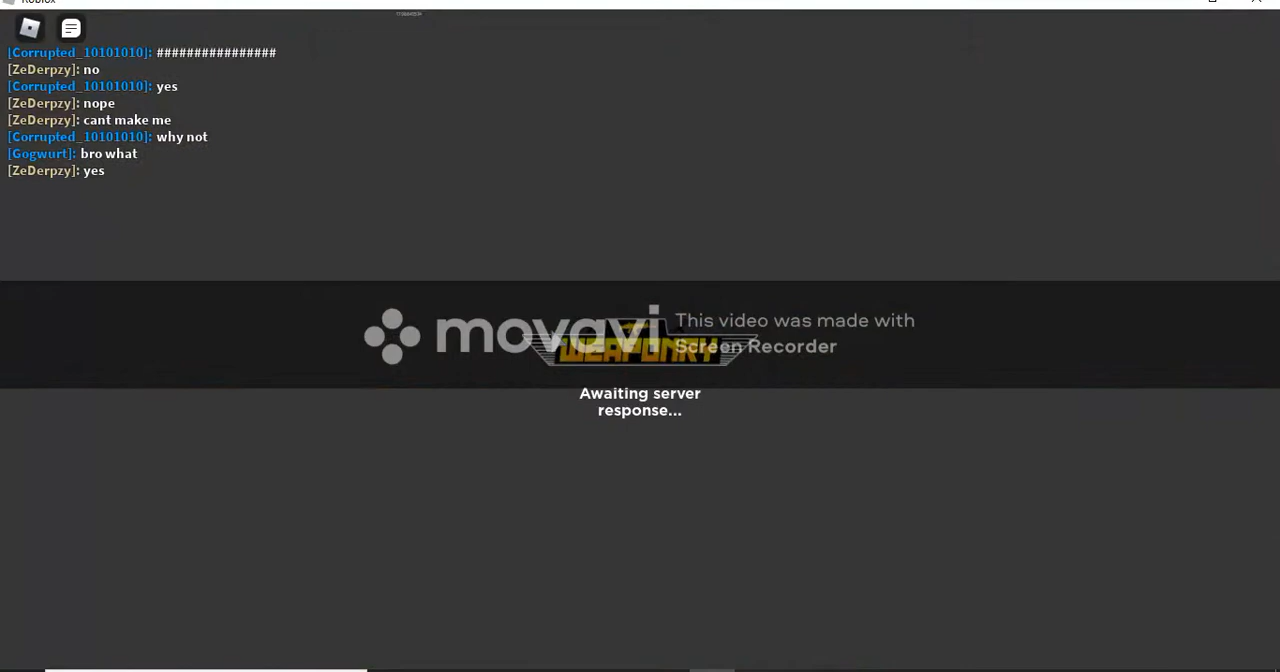 Roblox
[Corrupted_10101010]: ################
[ZeDerpzy]: no
[Corrupted_10101010]: yes
[ZeDerpzy]: nope
[ZeDerpzy]: cant make me
[Corrupted_10101010]: why not
[Gogwurt]: bro what
[ZeDerpzy]: yes
movavi
This video was made with
Screen Recorder
WEAPONRY
Awaiting server
response...